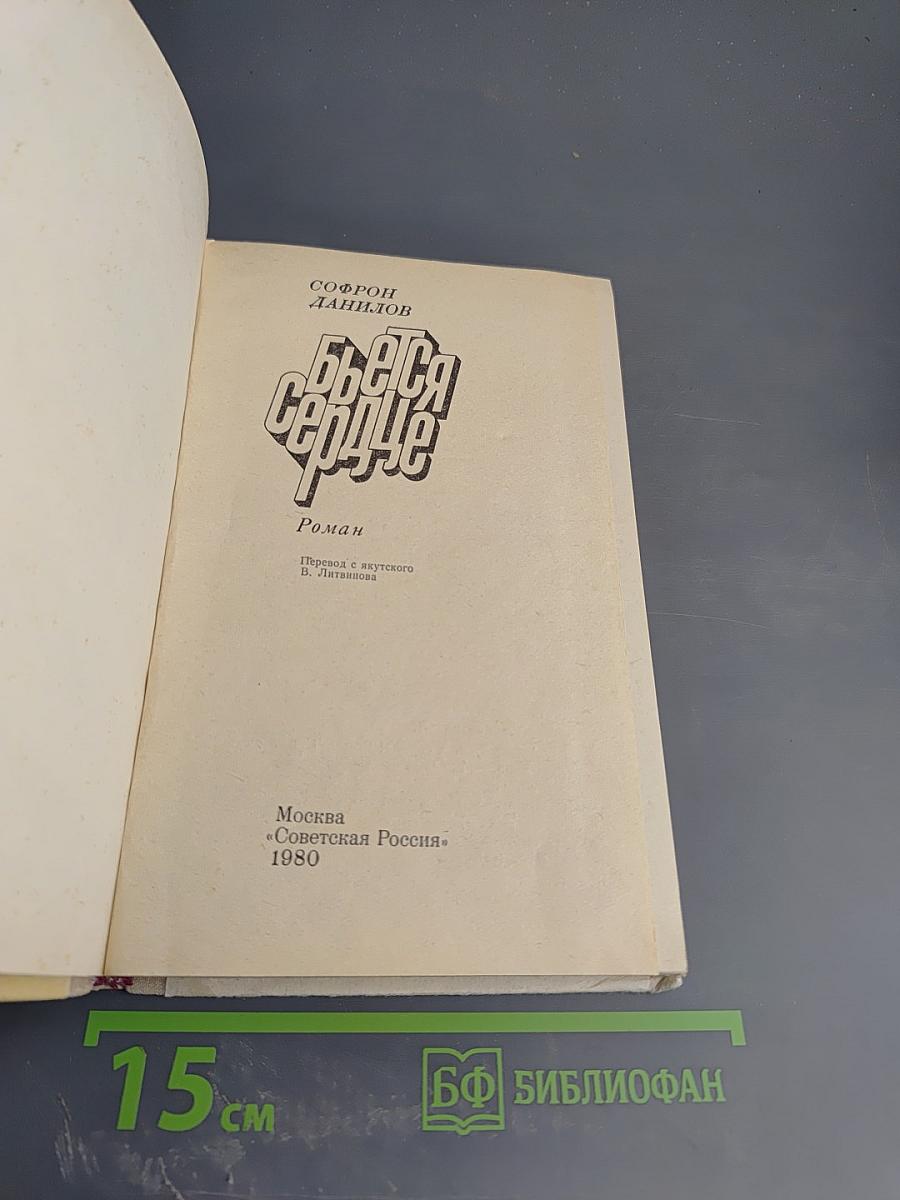 СОФРОН
ДАНИЛОВ
Бьется
сердце
Роман
Перевод с якутского
В. Литвинова
Москва
«Советская Россия»
1980
15 см
БФ БИБЛИОФАН